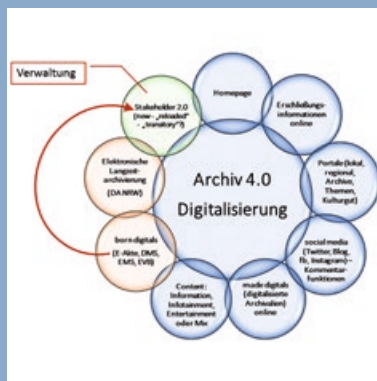 Verwaltung
Stakeholder 2.0
(new - „reloaded“
- „transitory“?)
Homepage
Erschließungs-
informationen
online
Portale (lokal,
regional,
Archive,
Themen,
Kulturgut)
social media
(Twitter, Blog,
fb, Instagram) –
Kommentar-
funktionen
made digitals
(digitalisierte
Archivalien)
online
Content:
Information,
Infotainment,
Entertainment
oder Mix
born digitals
(E-Akte, DMS,
EMS, EVB)
Elektronische
Langzeit-
archivierung
(DA NRW)
Archiv 4.0
Digitalisierung